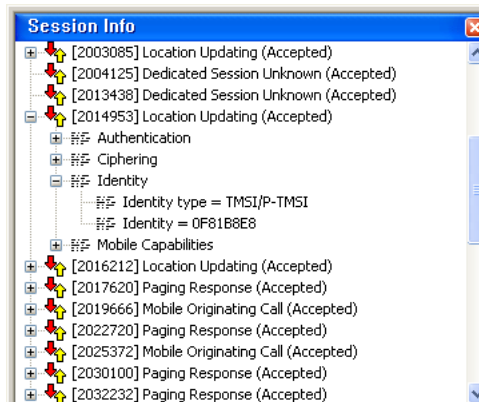 Session Info
[2003085] Location Updating (Accepted)
[2004125] Dedicated Session Unknown (Accepted)
[2013438] Dedicated Session Unknown (Accepted)
[2014953] Location Updating (Accepted)
Authentication
Ciphering
Identity
Identity type = TMSI/P-TMSI
Identity = 0F81B8E8
Mobile Capabilities
[2016212] Location Updating (Accepted)
[2017620] Paging Response (Accepted)
[2019666] Mobile Originating Call (Accepted)
[2022720] Paging Response (Accepted)
[2025372] Mobile Originating Call (Accepted)
[2030100] Paging Response (Accepted)
[2032232] Paging Response (Accepted)